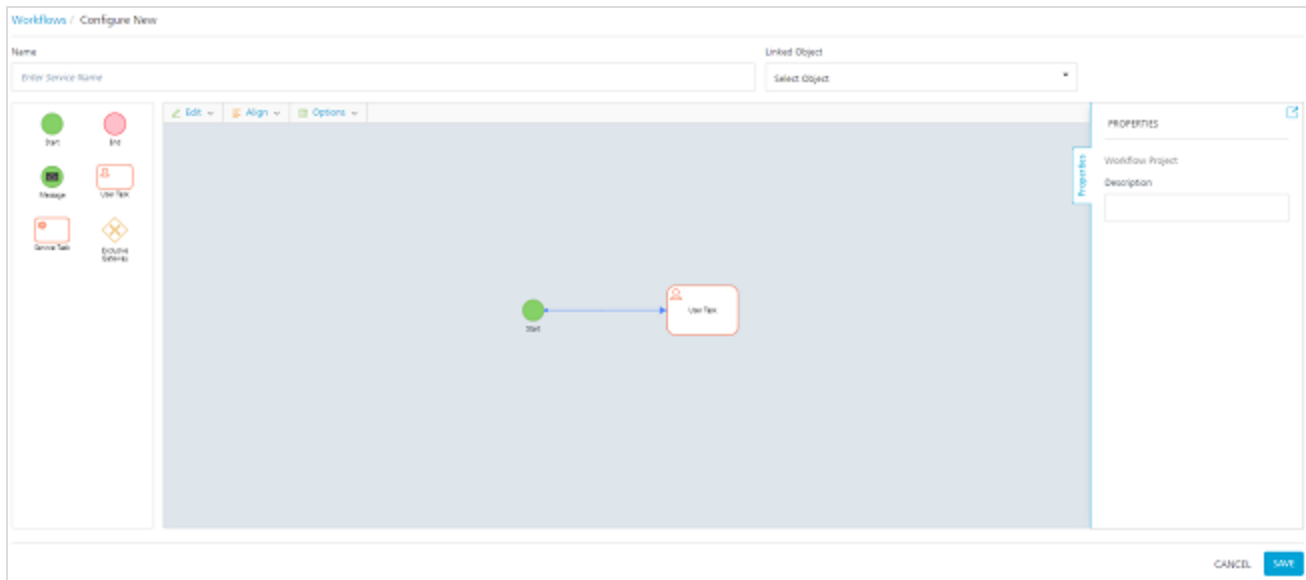 Workflows / Configure New
Name
Linked Object
Enter Service Name
Select Object
Edit
Align
Options
Start
End
Message
User Task
Service Task
Exclusive
Gateway
Start
User Task
Properties
PROPERTIES
Workflow Project
Description
CANCEL
SAVE